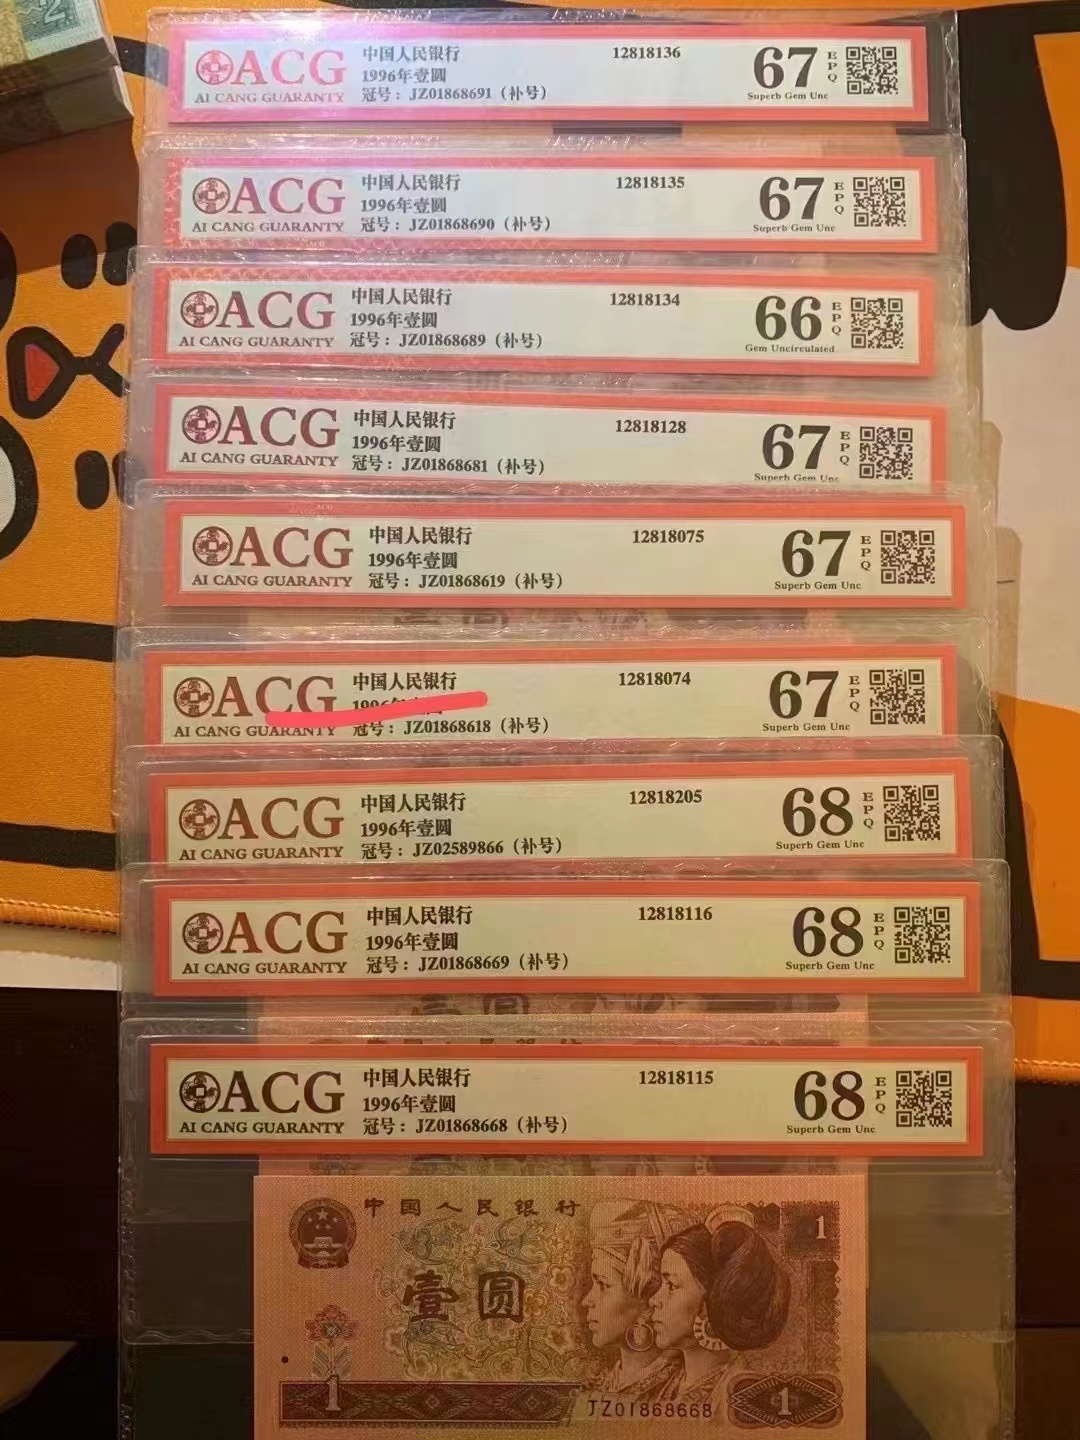 ACG
AI CANG GUARANTY
中国人民银行
1996年壹圆
冠号：JZ01868691（补号）
12818136
67
EPQ
Superb Gem Unc
ACG
AI CANG GUARANTY
中国人民银行
1996年壹圆
冠号：JZ01868690（补号）
12818135
67
EPQ
Superb Gem Unc
ACG
AI CANG GUARANTY
中国人民银行
1996年壹圆
冠号：JZ01868689（补号）
12818134
66
EPQ
Gem Uncirculated
ACG
AI CANG GUARANTY
中国人民银行
1996年壹圆
冠号：JZ01868681（补号）
12818128
67
EPQ
Superb Gem Unc
ACG
AI CANG GUARANTY
中国人民银行
1996年壹圆
冠号：JZ01868619（补号）
12818075
67
EPQ
Superb Gem Unc
ACG
AI CANG GUARANTY
中国人民银行
1996年壹圆
冠号：JZ01868618（补号）
12818074
67
EPQ
Superb Gem Unc
ACG
AI CANG GUARANTY
中国人民银行
1996年壹圆
冠号：JZ02589866（补号）
12818205
68
EPQ
Superb Gem Unc
ACG
AI CANG GUARANTY
中国人民银行
1996年壹圆
冠号：JZ01868669（补号）
12818116
68
EPQ
Superb Gem Unc
ACG
AI CANG GUARANTY
中国人民银行
1996年壹圆
冠号：JZ01868668（补号）
12818115
68
EPQ
Superb Gem Unc
中国人民银行
1
壹圆
1
JZ01868668
1